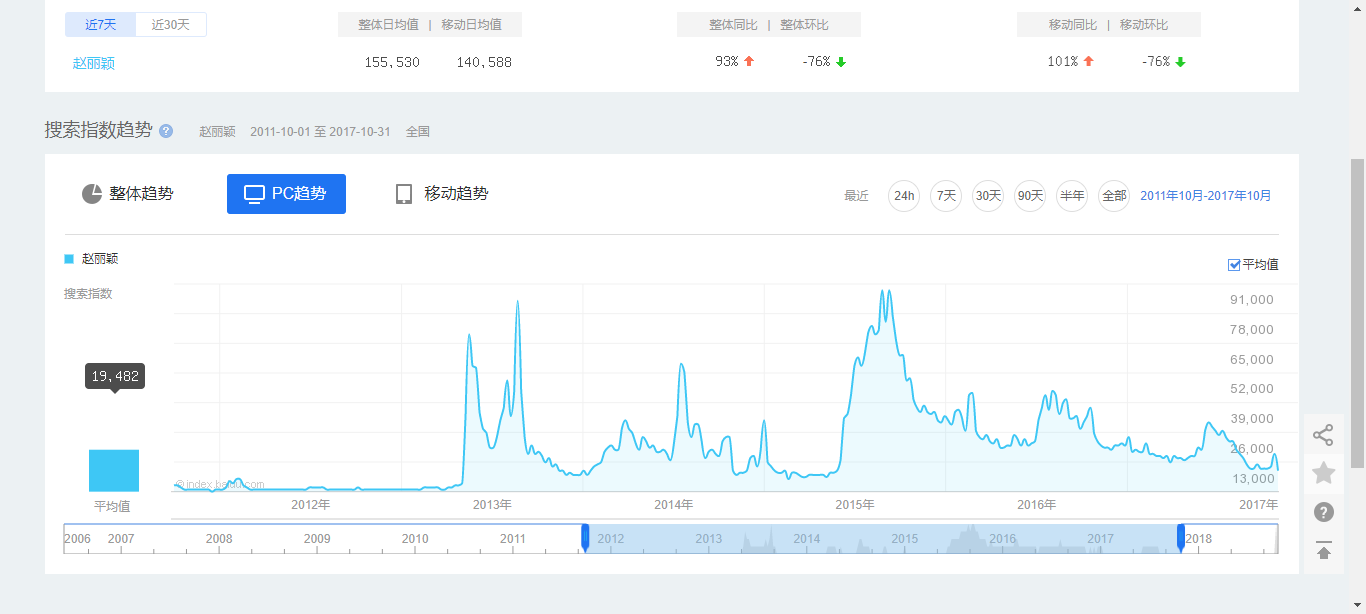 近7天 近30天 整体日均值 | 移动日均值 整体同比 | 整体环比 移动同比 | 移动环比
赵丽颖 155,530 140,588 93% -76% 101% -76%
搜索指数趋势 ? 赵丽颖 2011-10-01 至 2017-10-31 全国
整体趋势 PC趋势 移动趋势 最近 24h 7天 30天 90天 半年 全部 2011年10月-2017年10月
赵丽颖
平均值
搜索指数
91,000
78,000
65,000
19,482
52,000
39,000
26,000
13,000
©index.baidu.com
平均值 2012年 2013年 2014年 2015年 2016年 2017年
2006 2007 2008 2009 2010 2011 2012 2013 2014 2015 2016 2017 2018
?